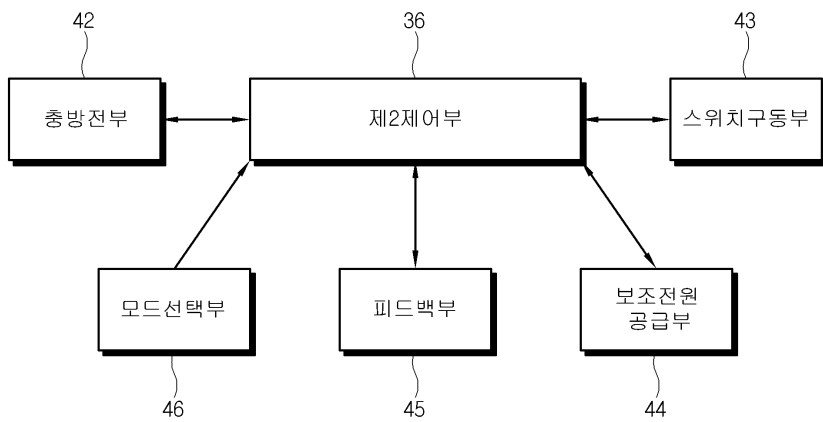 42
36
43
충방전부
제2제어부
스위치구동부
모드선택부
피드백부
보조전원
공급부
46
45
44